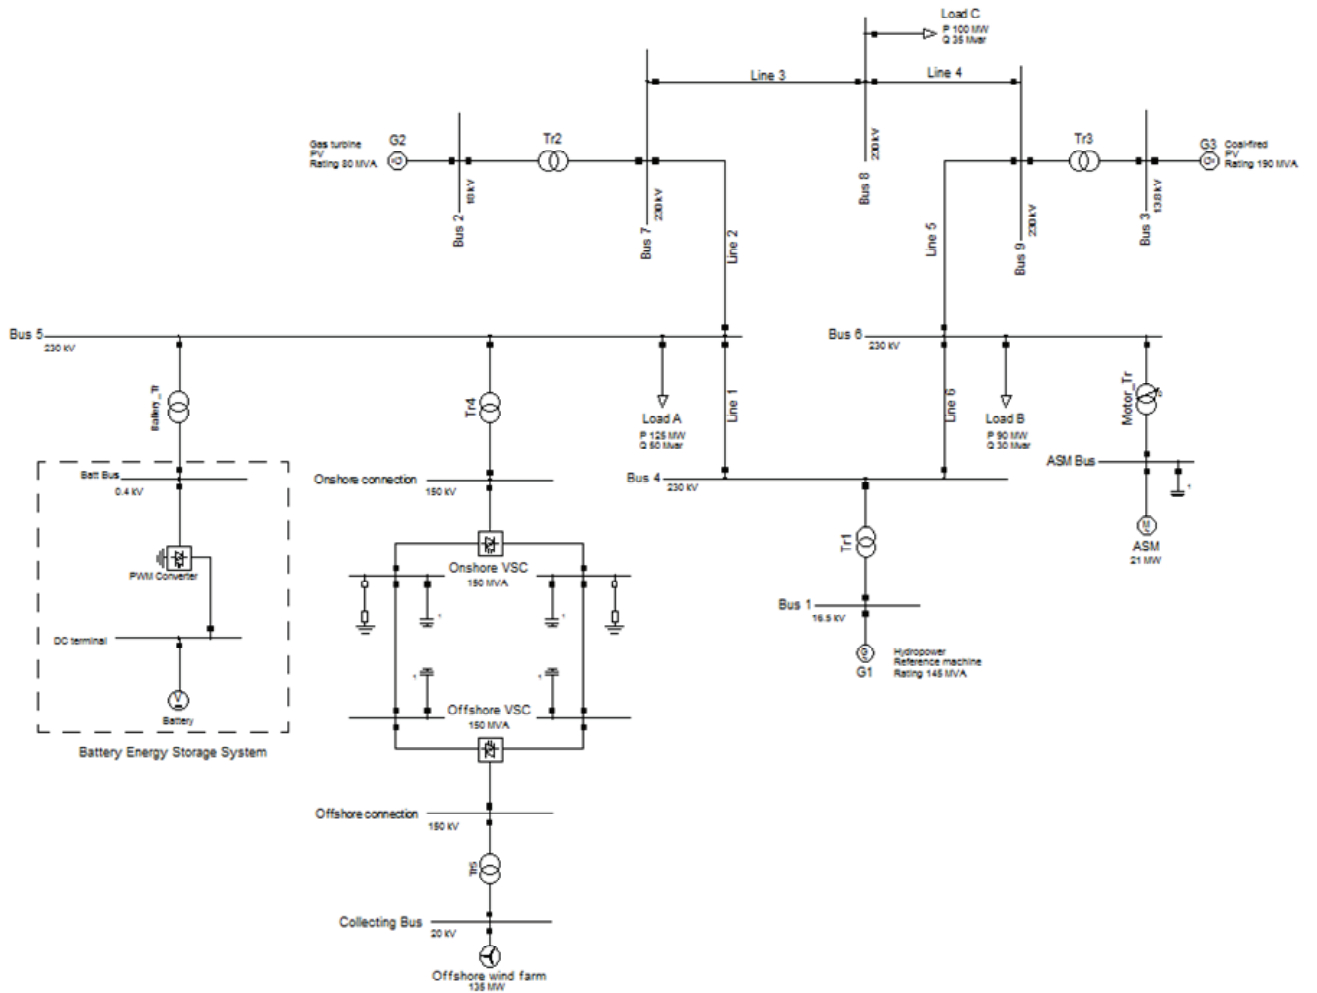 Load C
P 100 MW
Q 35 Mvar
Line 3
Line 4
Gas turbine
PV
Rating 80 MVA
G2
Tr2
Tr3
G3
Coal-fired
PV
Rating 190 MVA
Bus 2
18 kV
Bus 7
230 kV
Line 2
Bus 8
230 kV
Line 5
Bus 9
230 kV
Bus 3
13.8 kV
Bus 5
230 kV
Bus 6
230 kV
Battery_Tr
Tr4
Load A
P 125 MW
Q 50 Mvar
Line 1
Line 6
Load B
P 90 MW
Q 30 Mvar
Motor_Tr
ASM Bus
Batt Bus
0.4 kV
Onshore connection
150 kV
Bus 4
230 kV
PWM Converter
Onshore VSC
150 MVA
Tr1
M
ASM
21 MW
Bus 1
16.5 kV
DC terminal
G1
Hydropower
Reference machine
Rating 145 MVA
V
Battery
Battery Energy Storage System
Offshore VSC
150 MVA
Offshore connection
150 kV
Tr5
Collecting Bus
20 kV
Offshore wind farm
135 MW